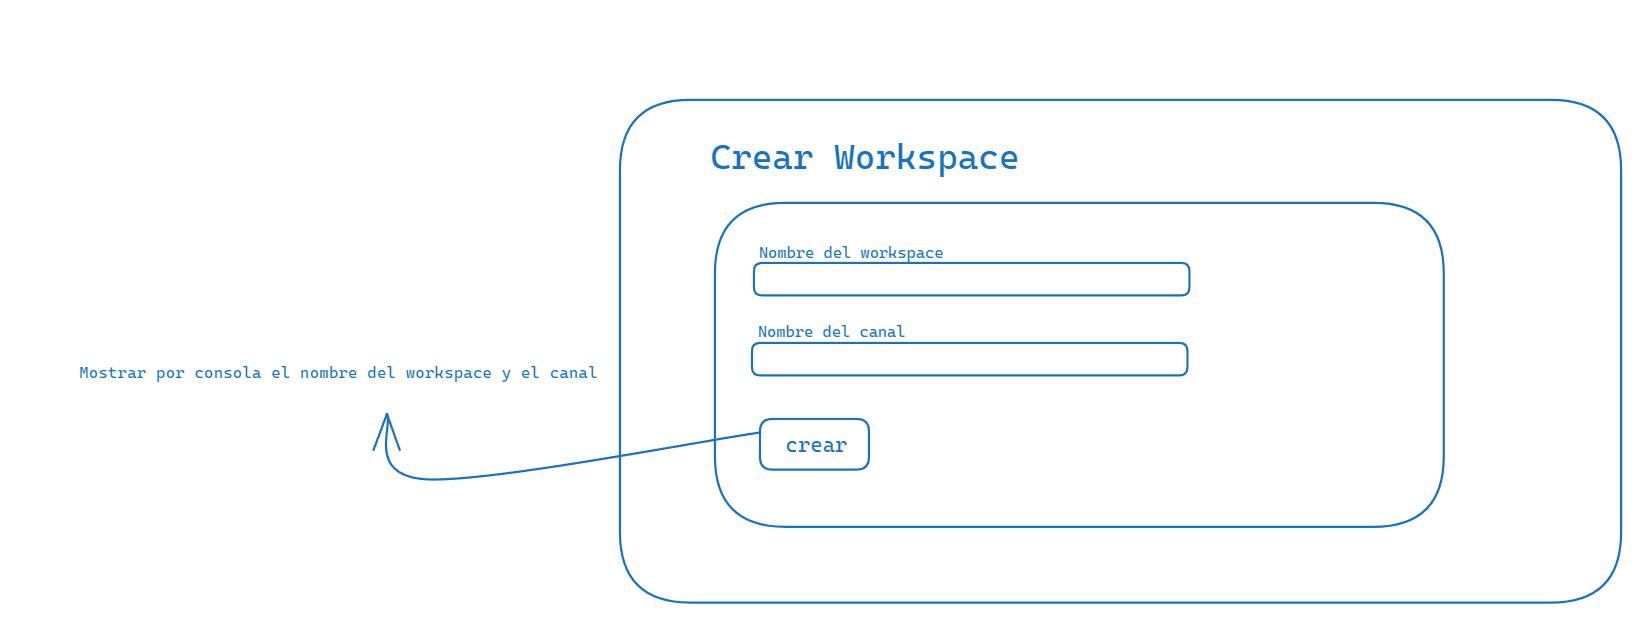 Crear Workspace
Nombre del workspace
Nombre del canal
Mostrar por consola el nombre del workspace y el canal
crear